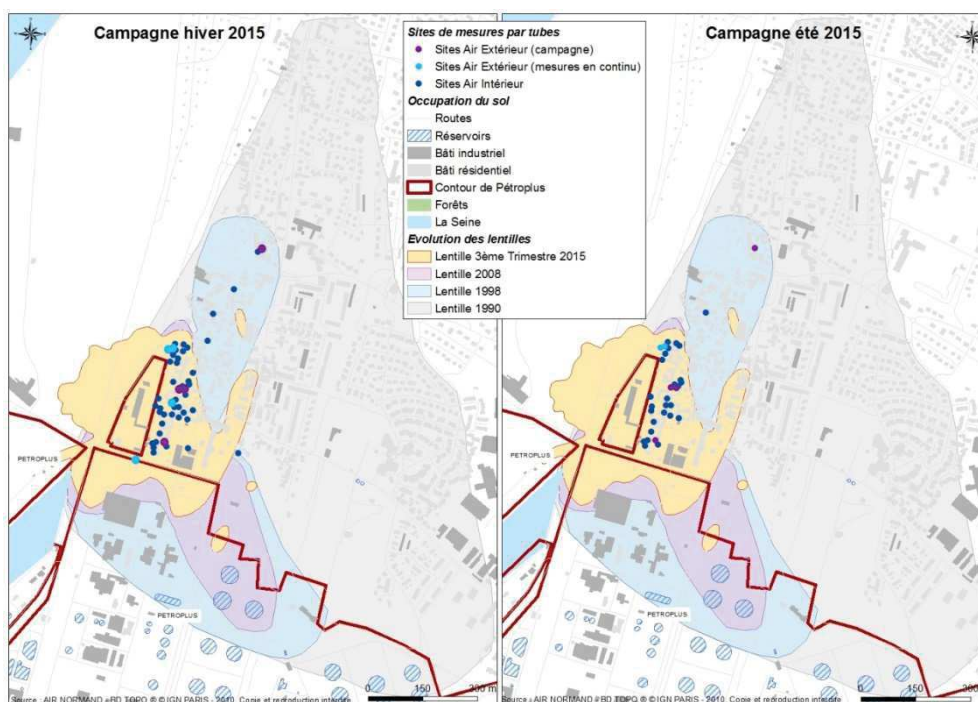 Campagne hiver 2015
Campagne été 2015
Sites de mesures par tubes
Sites Air Extérieur (campagne)
Sites Air Extérieur (mesures en continu)
Sites Air Intérieur
Occupation du sol
Routes
Réservoirs
Bâti industriel
Bâti résidentiel
Contour de Pétroplus
Forêts
La Seine
Evolution des lentilles
Lentille 3ème Trimestre 2015
Lentille 2008
Lentille 1998
Lentille 1990
PETROPLUS
PETROPLUS
PETROPLUS
PETROPLUS
Source : AIR NORMAND - BD TOPO ® © IGN PARIS - 2010 Copie et reproduction interdite
0 150 300 m
Source : AIR NORMAND - BD TOPO ® © IGN PARIS - 2010 Copie et reproduction interdite
0 150